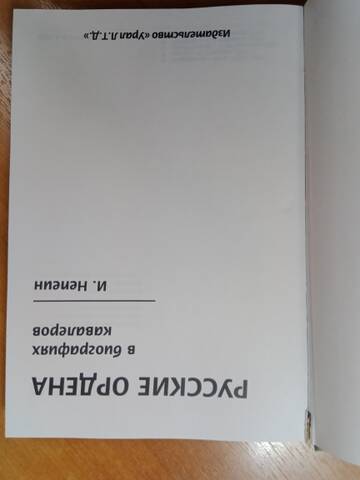 РУССКИЕ ОРДЕНА
в биографиях
кавалеров
И. Непеин
Издательство «Урал Л.Т.Д.»